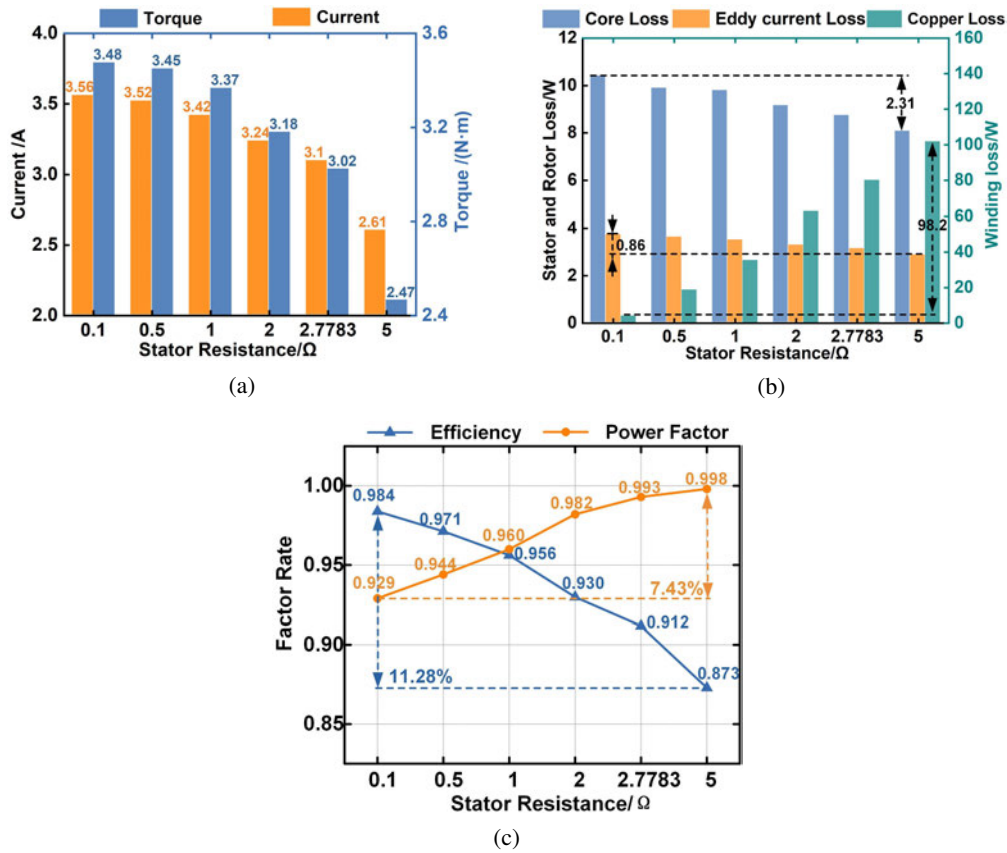 Torque Current
4.0
3.5
3.0
2.5
2.0
Current /A
3.6
3.2
2.8
2.4
Torque /(N·m)
3.56 3.48 3.52 3.45 3.42 3.37 3.24 3.18 3.1 3.02 2.61 2.47
0.1 0.5 1 2 2.7783 5
Stator Resistance/Ω
(a)
Core Loss Eddy current Loss Copper Loss
12
10
8
6
4
2
0
Stator and Rotor Loss/W
160
140
120
100
80
60
40
20
0
Winding loss/W
2.31
98.2
0.86
0.1 0.5 1 2 2.7783 5
Stator Resistance/Ω
(b)
Efficiency Power Factor
1.00
0.95
0.90
0.85
Factor Rate
0.984 0.971 0.956 0.930 0.912 0.873
0.929 0.944 0.960 0.982 0.993 0.998
7.43%
11.28%
0.1 0.5 1 2 2.7783 5
Stator Resistance/ Ω
(c)